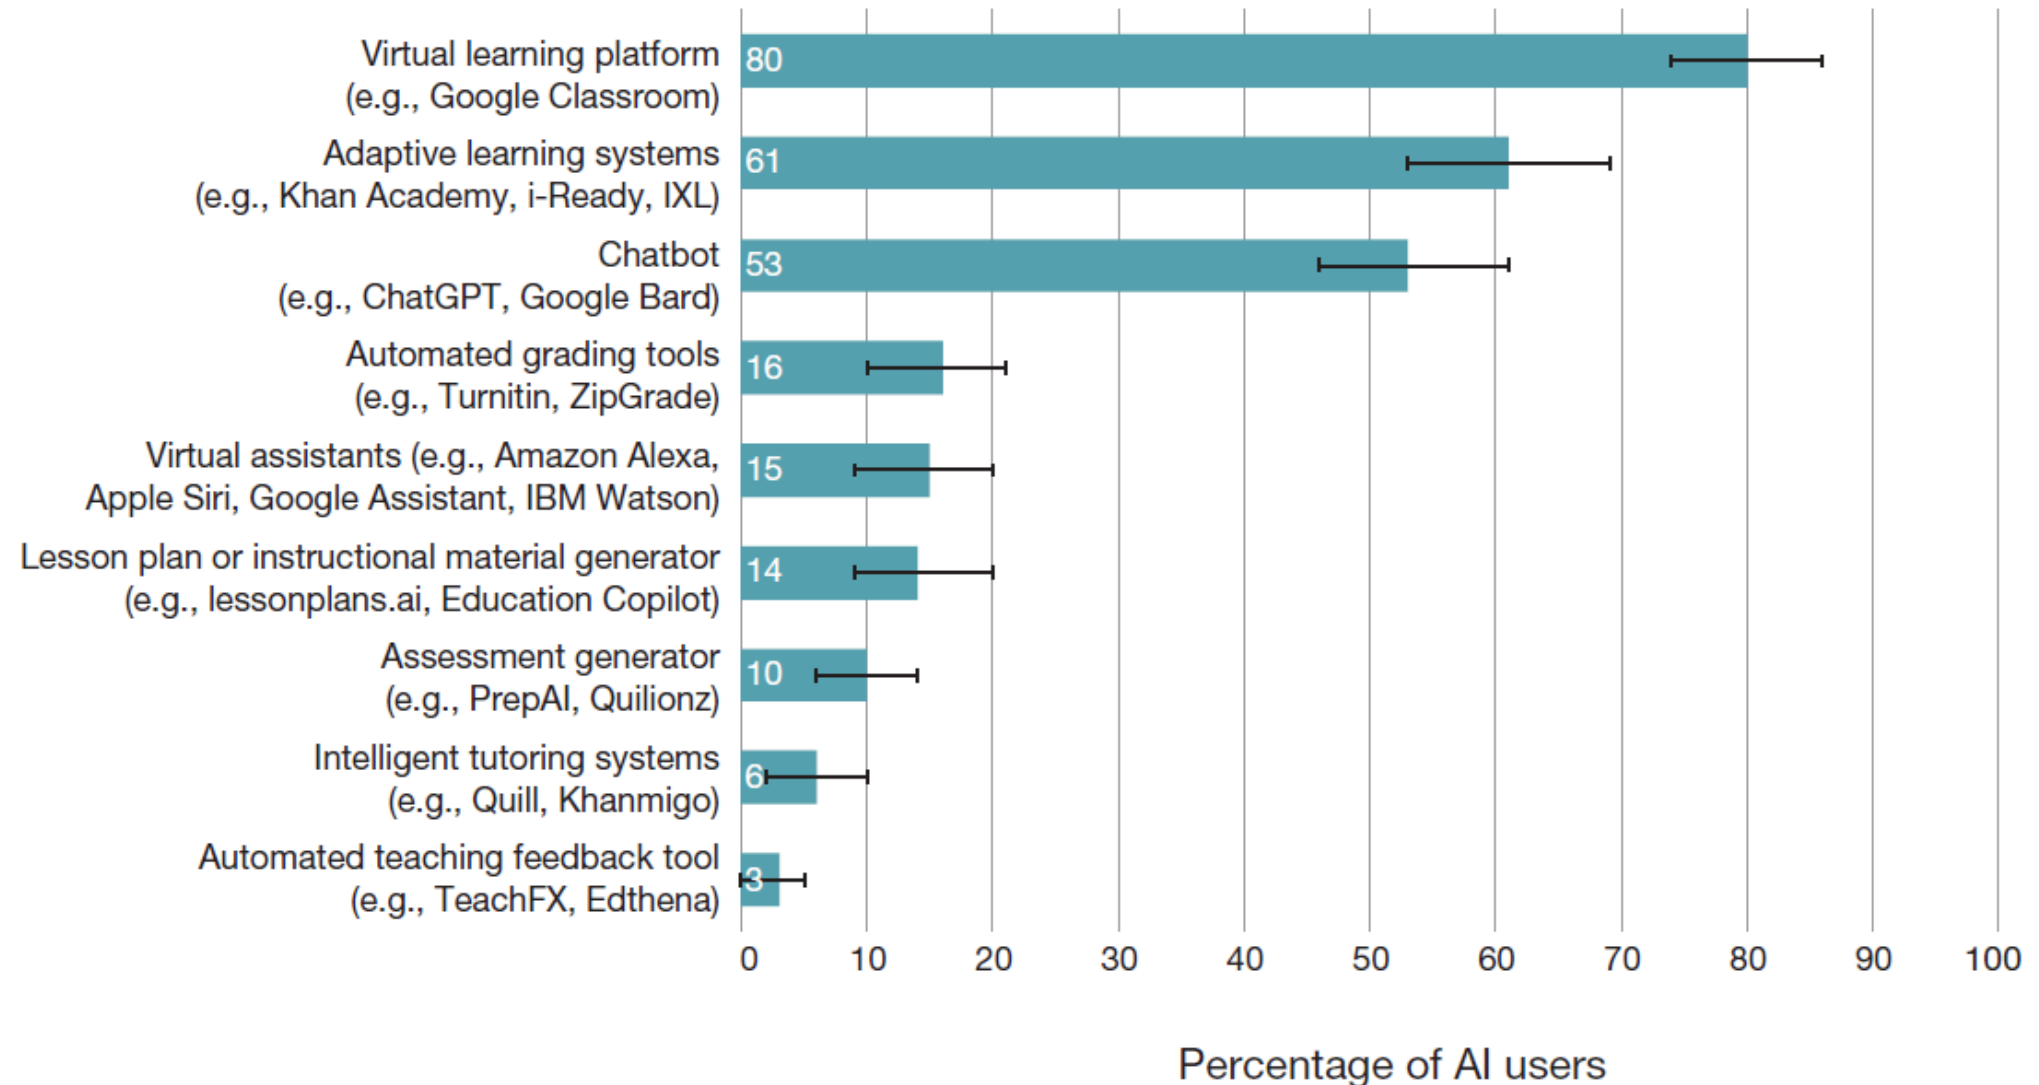 Virtual learning platform
(e.g., Google Classroom)
80
Adaptive learning systems
(e.g., Khan Academy, i-Ready, IXL)
61
Chatbot
(e.g., ChatGPT, Google Bard)
53
Automated grading tools
(e.g., Turnitin, ZipGrade)
16
Virtual assistants (e.g., Amazon Alexa,
Apple Siri, Google Assistant, IBM Watson)
15
Lesson plan or instructional material generator
(e.g., lessonplans.ai, Education Copilot)
14
Assessment generator
(e.g., PrepAI, Quilionz)
10
Intelligent tutoring systems
(e.g., Quill, Khanmigo)
6
Automated teaching feedback tool
(e.g., TeachFX, Edthena)
3
0 10 20 30 40 50 60 70 80 90 100
Percentage of AI users